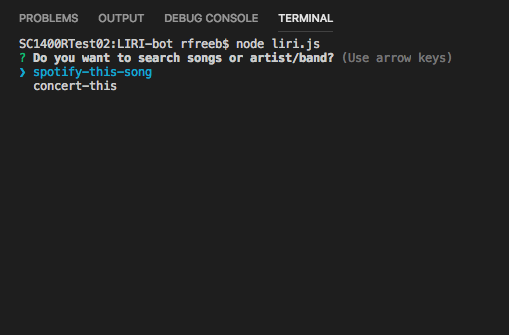 PROBLEMS OUTPUT DEBUG CONSOLE TERMINAL
SC1400RTest02:LIRI-bot rfreeb$ node liri.js
? Do you want to search songs or artist/band? (Use arrow keys)
❯ spotify-this-song
concert-this